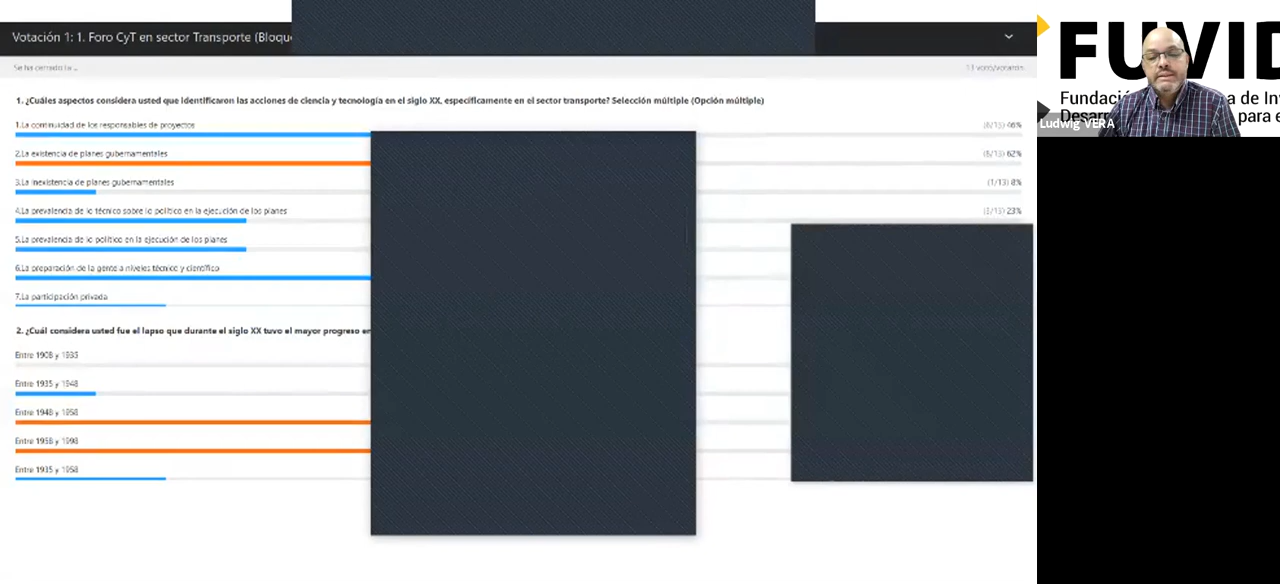 Votación 1: 1. Foro CyT en sector Transporte (Bloqu
Se ha cerrado la ...
1. ¿Cuáles aspectos considera usted que identificaron las acciones de ciencia y tecnología en el siglo XX, específicamente en el sector transporte? Selección múltiple (Opción múltiple)
1.La continuidad de los responsables de proyectos
(6/13) 46%
2.La existencia de planes gubernamentales
(8/13) 62%
3.La inexistencia de planes gubernamentales
(1/13) 8%
4.La prevalencia de lo técnico sobre lo político en la ejecución de los planes
(3/13) 23%
5.La prevalencia de lo político en la ejecución de los planes
6.La preparación de la gente a niveles técnico y científico
7.La participación privada
2. ¿Cuál considera usted fue el lapso que durante el siglo XX tuvo el mayor progreso en
Entre 1908 y 1935
Entre 1935 y 1948
Entre 1948 y 1958
Entre 1958 y 1998
Entre 1935 y 1958
FUVID
Fundació
a de In
Desarr
para e
Ludwig VERA